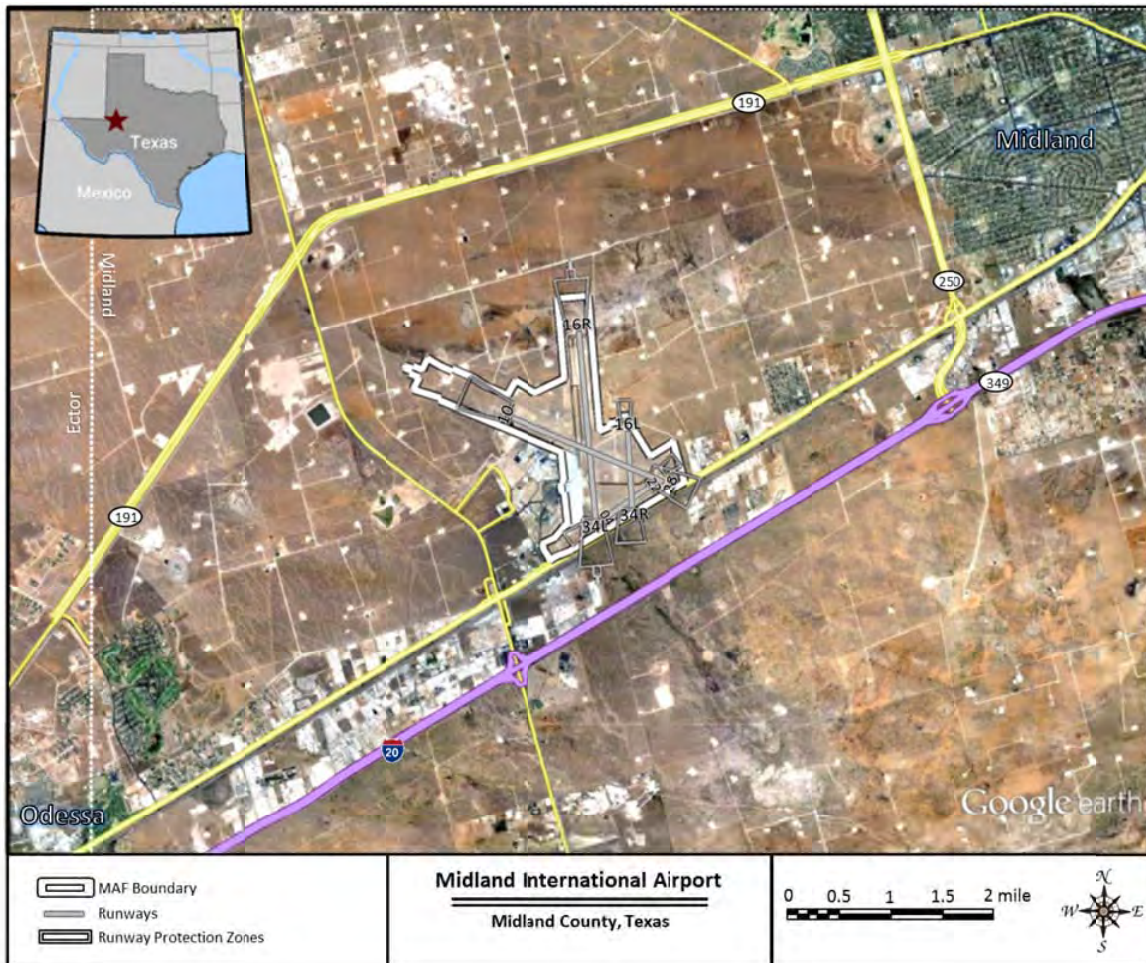 Texas
Mexico
191
Midland
Midland
250
16R
349
10
Ector
16L
191
34L
34R
20
Odessa
Google earth
MAF Boundary
Runways
Runway Protection Zones
Midland International Airport
Midland County, Texas
0 0.5 1 1.5 2 mile
N
W E
S